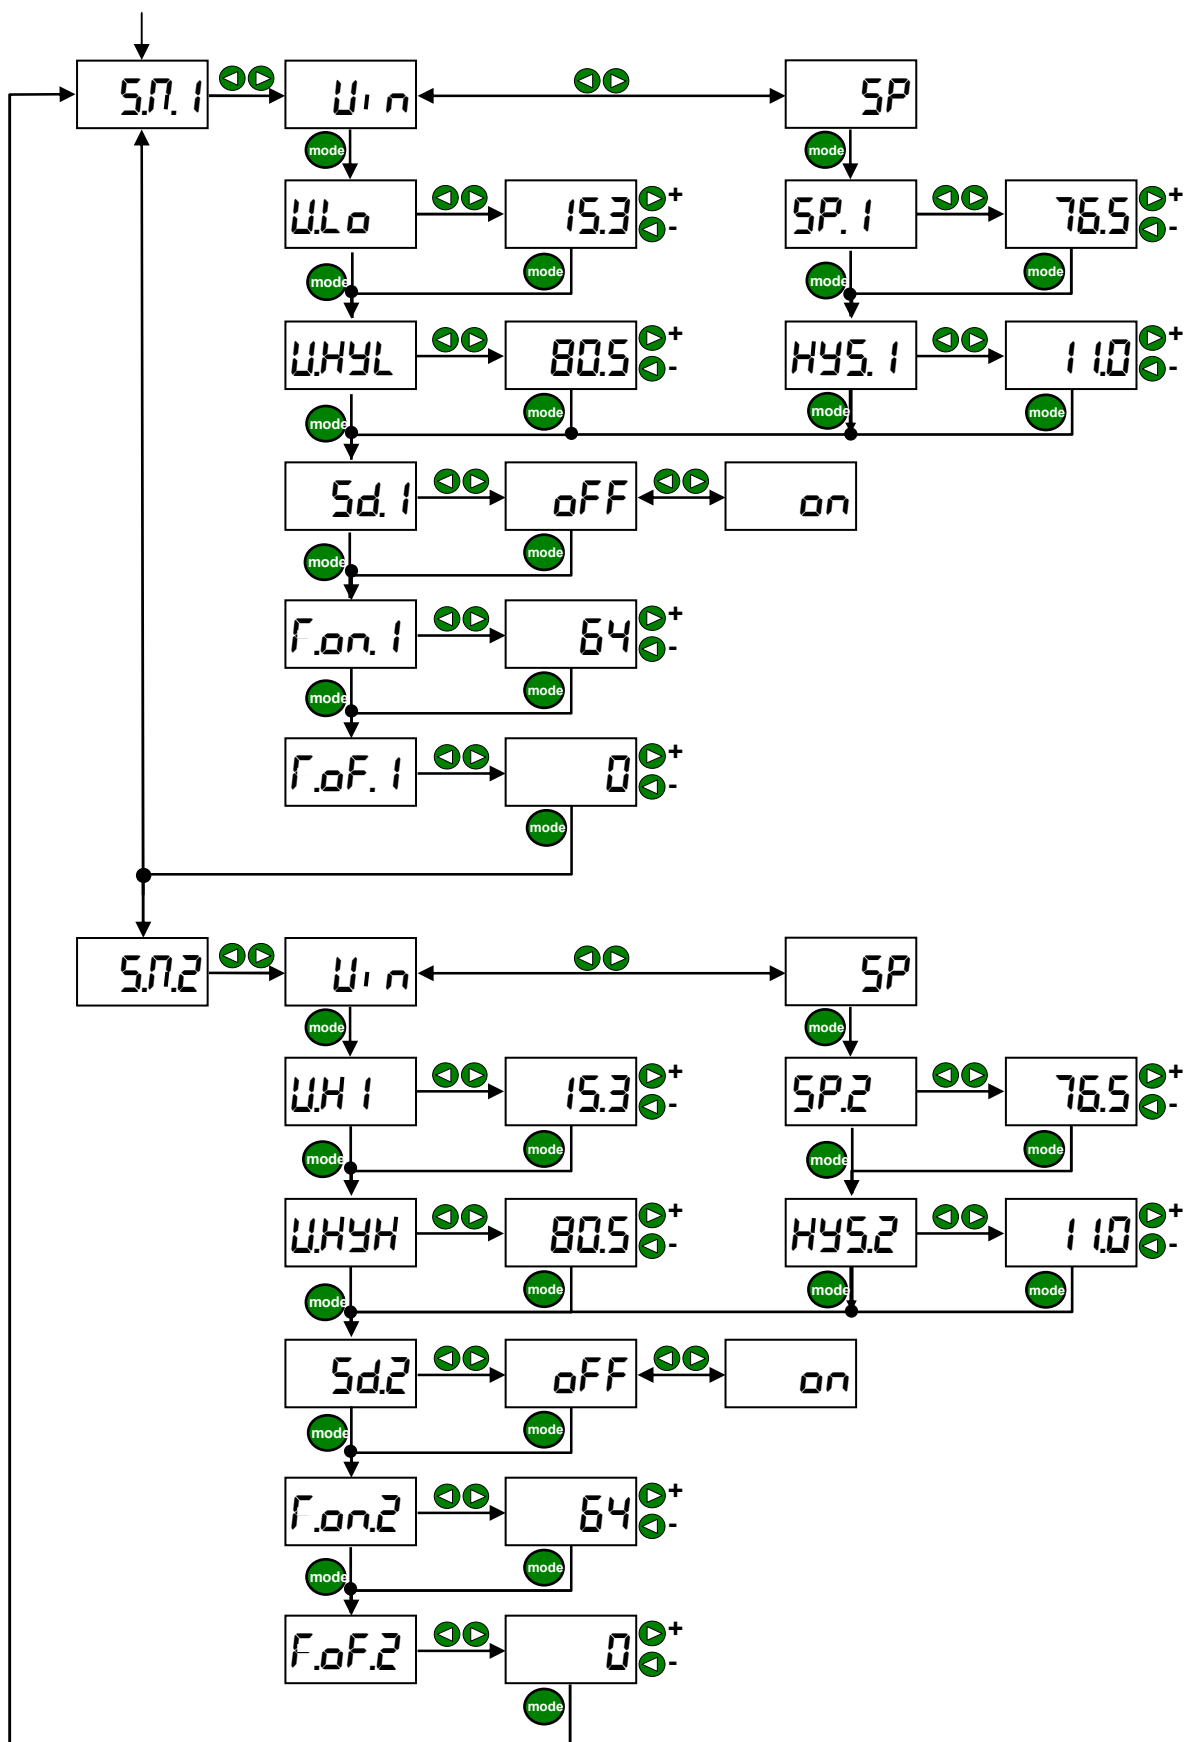 S.П.1 Uin SP
mode mode
U.Lo 15.3 + - SP.1 76.5 + -
mode mode mode mode
U.HYL 80.5 + - HYS.1 11.0 + -
mode mode mode mode
Sd.1 oFF on
mode mode
Г.on.1 64 + -
mode mode
Г.oF.1 0 + -
mode
S.П.2 Uin SP
mode mode
U.H1 15.3 + - SP.2 76.5 + -
mode mode mode mode
U.HYH 80.5 + - HYS.2 11.0 + -
mode mode mode mode
Sd.2 oFF on
mode mode
Г.on.2 64 + -
mode mode
Г.oF.2 0 + -
mode